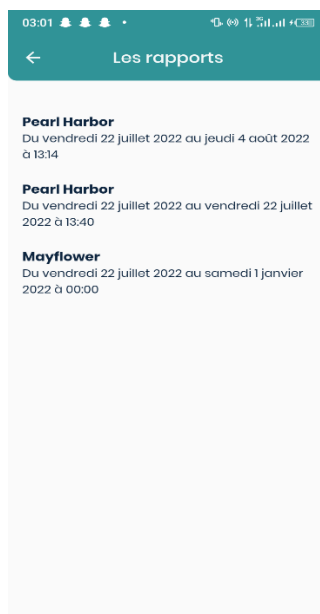 03:01
Les rapports
Pearl Harbor
Du vendredi 22 juillet 2022 au jeudi 4 août 2022
à 13:14
Pearl Harbor
Du vendredi 22 juillet 2022 au vendredi 22 juillet
2022 à 13:40
Mayflower
Du vendredi 22 juillet 2022 au samedi 1 janvier
2022 à 00:00